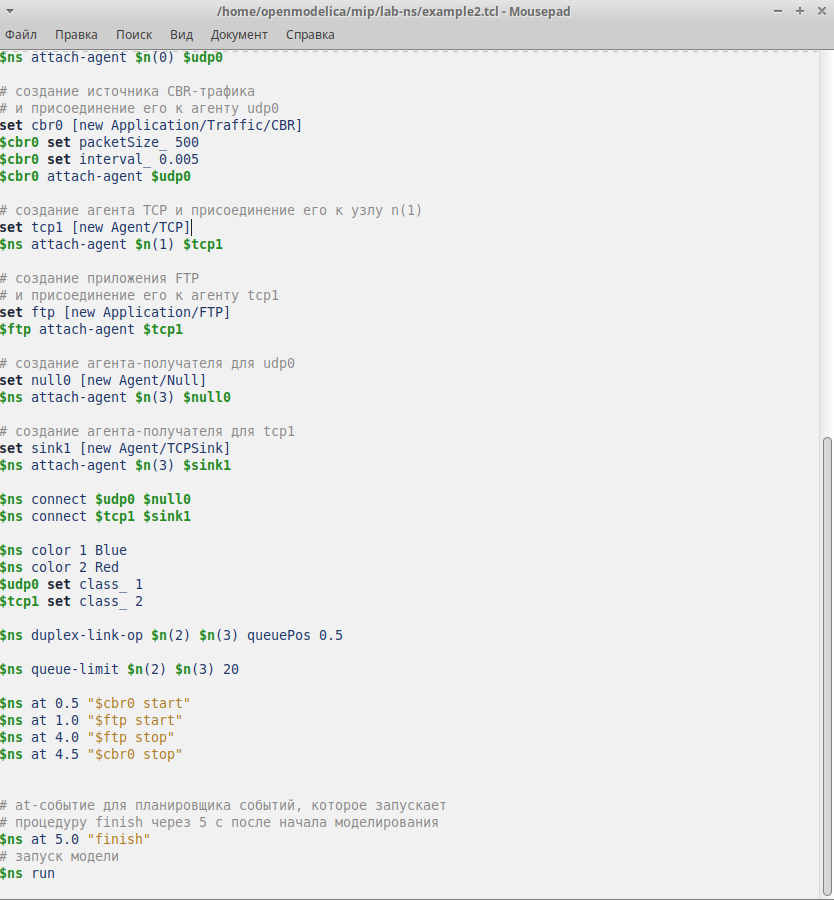 /home/openmodelica/mip/lab-ns/example2.tcl - Mousepad
Файл Правка Поиск Вид Документ Справка
$ns attach-agent $n(0) $udp0
# создание источника CBR-трафика
# и присоединение его к агенту udp0
set cbr0 [new Application/Traffic/CBR]
$cbr0 set packetSize_ 500
$cbr0 set interval_ 0.005
$cbr0 attach-agent $udp0
# создание агента TCP и присоединение его к узлу n(1)
set tcp1 [new Agent/TCP]
$ns attach-agent $n(1) $tcp1
# создание приложения FTP
# и присоединение его к агенту tcp1
set ftp [new Application/FTP]
$ftp attach-agent $tcp1
# создание агента-получателя для udp0
set null0 [new Agent/Null]
$ns attach-agent $n(3) $null0
# создание агента-получателя для tcp1
set sink1 [new Agent/TCPSink]
$ns attach-agent $n(3) $sink1
$ns connect $udp0 $null0
$ns connect $tcp1 $sink1
$ns color 1 Blue
$ns color 2 Red
$udp0 set class_ 1
$tcp1 set class_ 2
$ns duplex-link-op $n(2) $n(3) queuePos 0.5
$ns queue-limit $n(2) $n(3) 20
$ns at 0.5 "$cbr0 start"
$ns at 1.0 "$ftp start"
$ns at 4.0 "$ftp stop"
$ns at 4.5 "$cbr0 stop"
# at-событие для планировщика событий, которое запускает
# процедуру finish через 5 с после начала моделирования
$ns at 5.0 "finish"
# запуск модели
$ns run